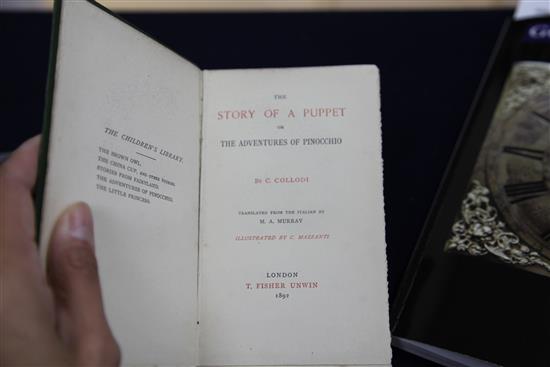 THE CHILDREN'S LIBRARY.
THE BROWN OWL.
THE CHINA CUP, AND OTHER STORIES.
STORIES FROM FAIRYLAND.
THE ADVENTURES OF PINOCCHIO.
THE LITTLE PRINCESS.
THE
STORY OF A PUPPET
OR
THE ADVENTURES OF PINOCCHIO
BY C. COLLODI
TRANSLATED FROM THE ITALIAN BY
M. A. MURRAY
ILLUSTRATED BY C. MAZZANTI
LONDON
T. FISHER UNWIN
1892